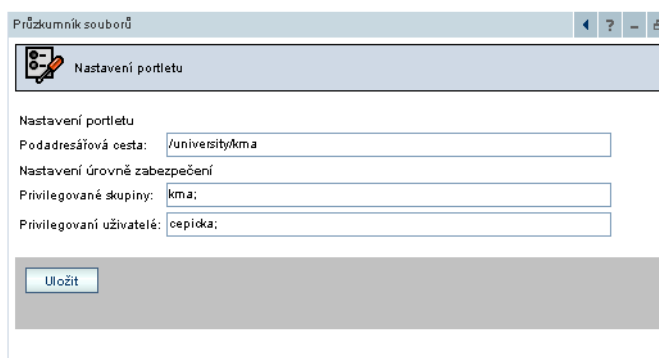 Průzkumník souborů
Nastavení portletu
Nastavení portletu
Podadresářová cesta: /university/kma
Nastavení úrovně zabezpečení
Privilegované skupiny: kma;
Privilegovaní uživatelé: cepicka;
Uložit